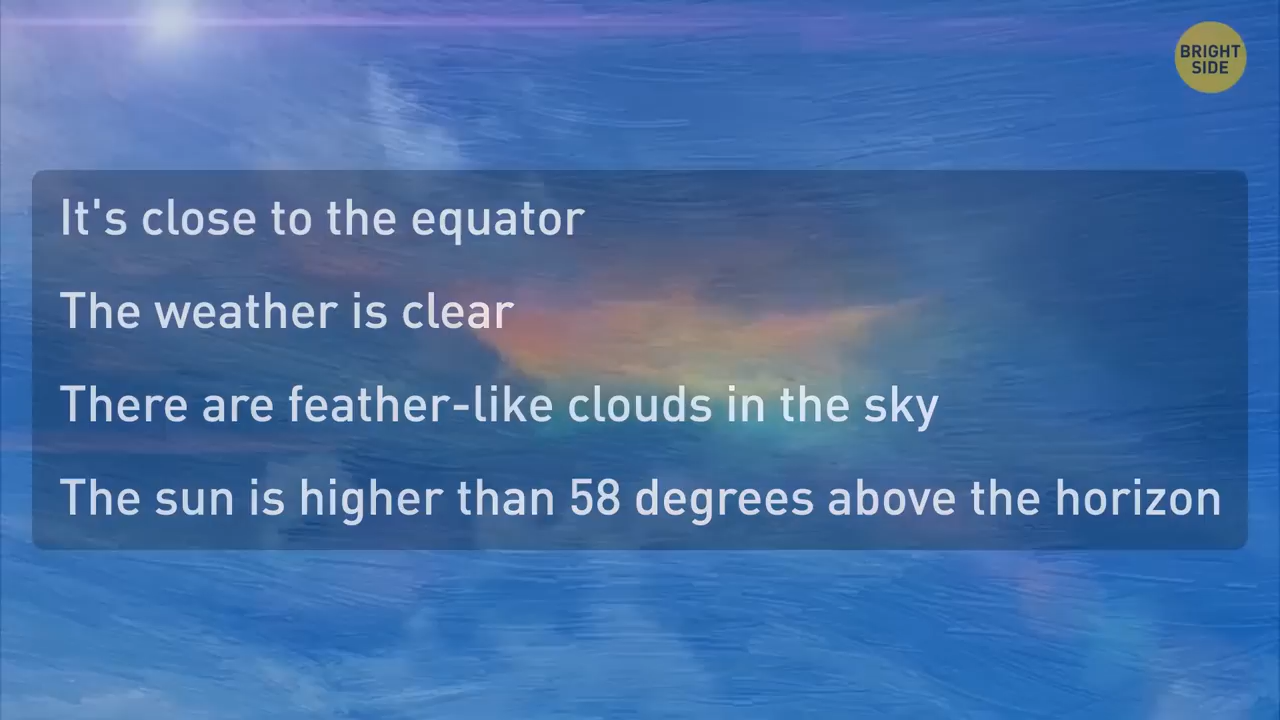 BRIGHT
SIDE
It's close to the equator
The weather is clear
There are feather-like clouds in the sky
The sun is higher than 58 degrees above the horizon